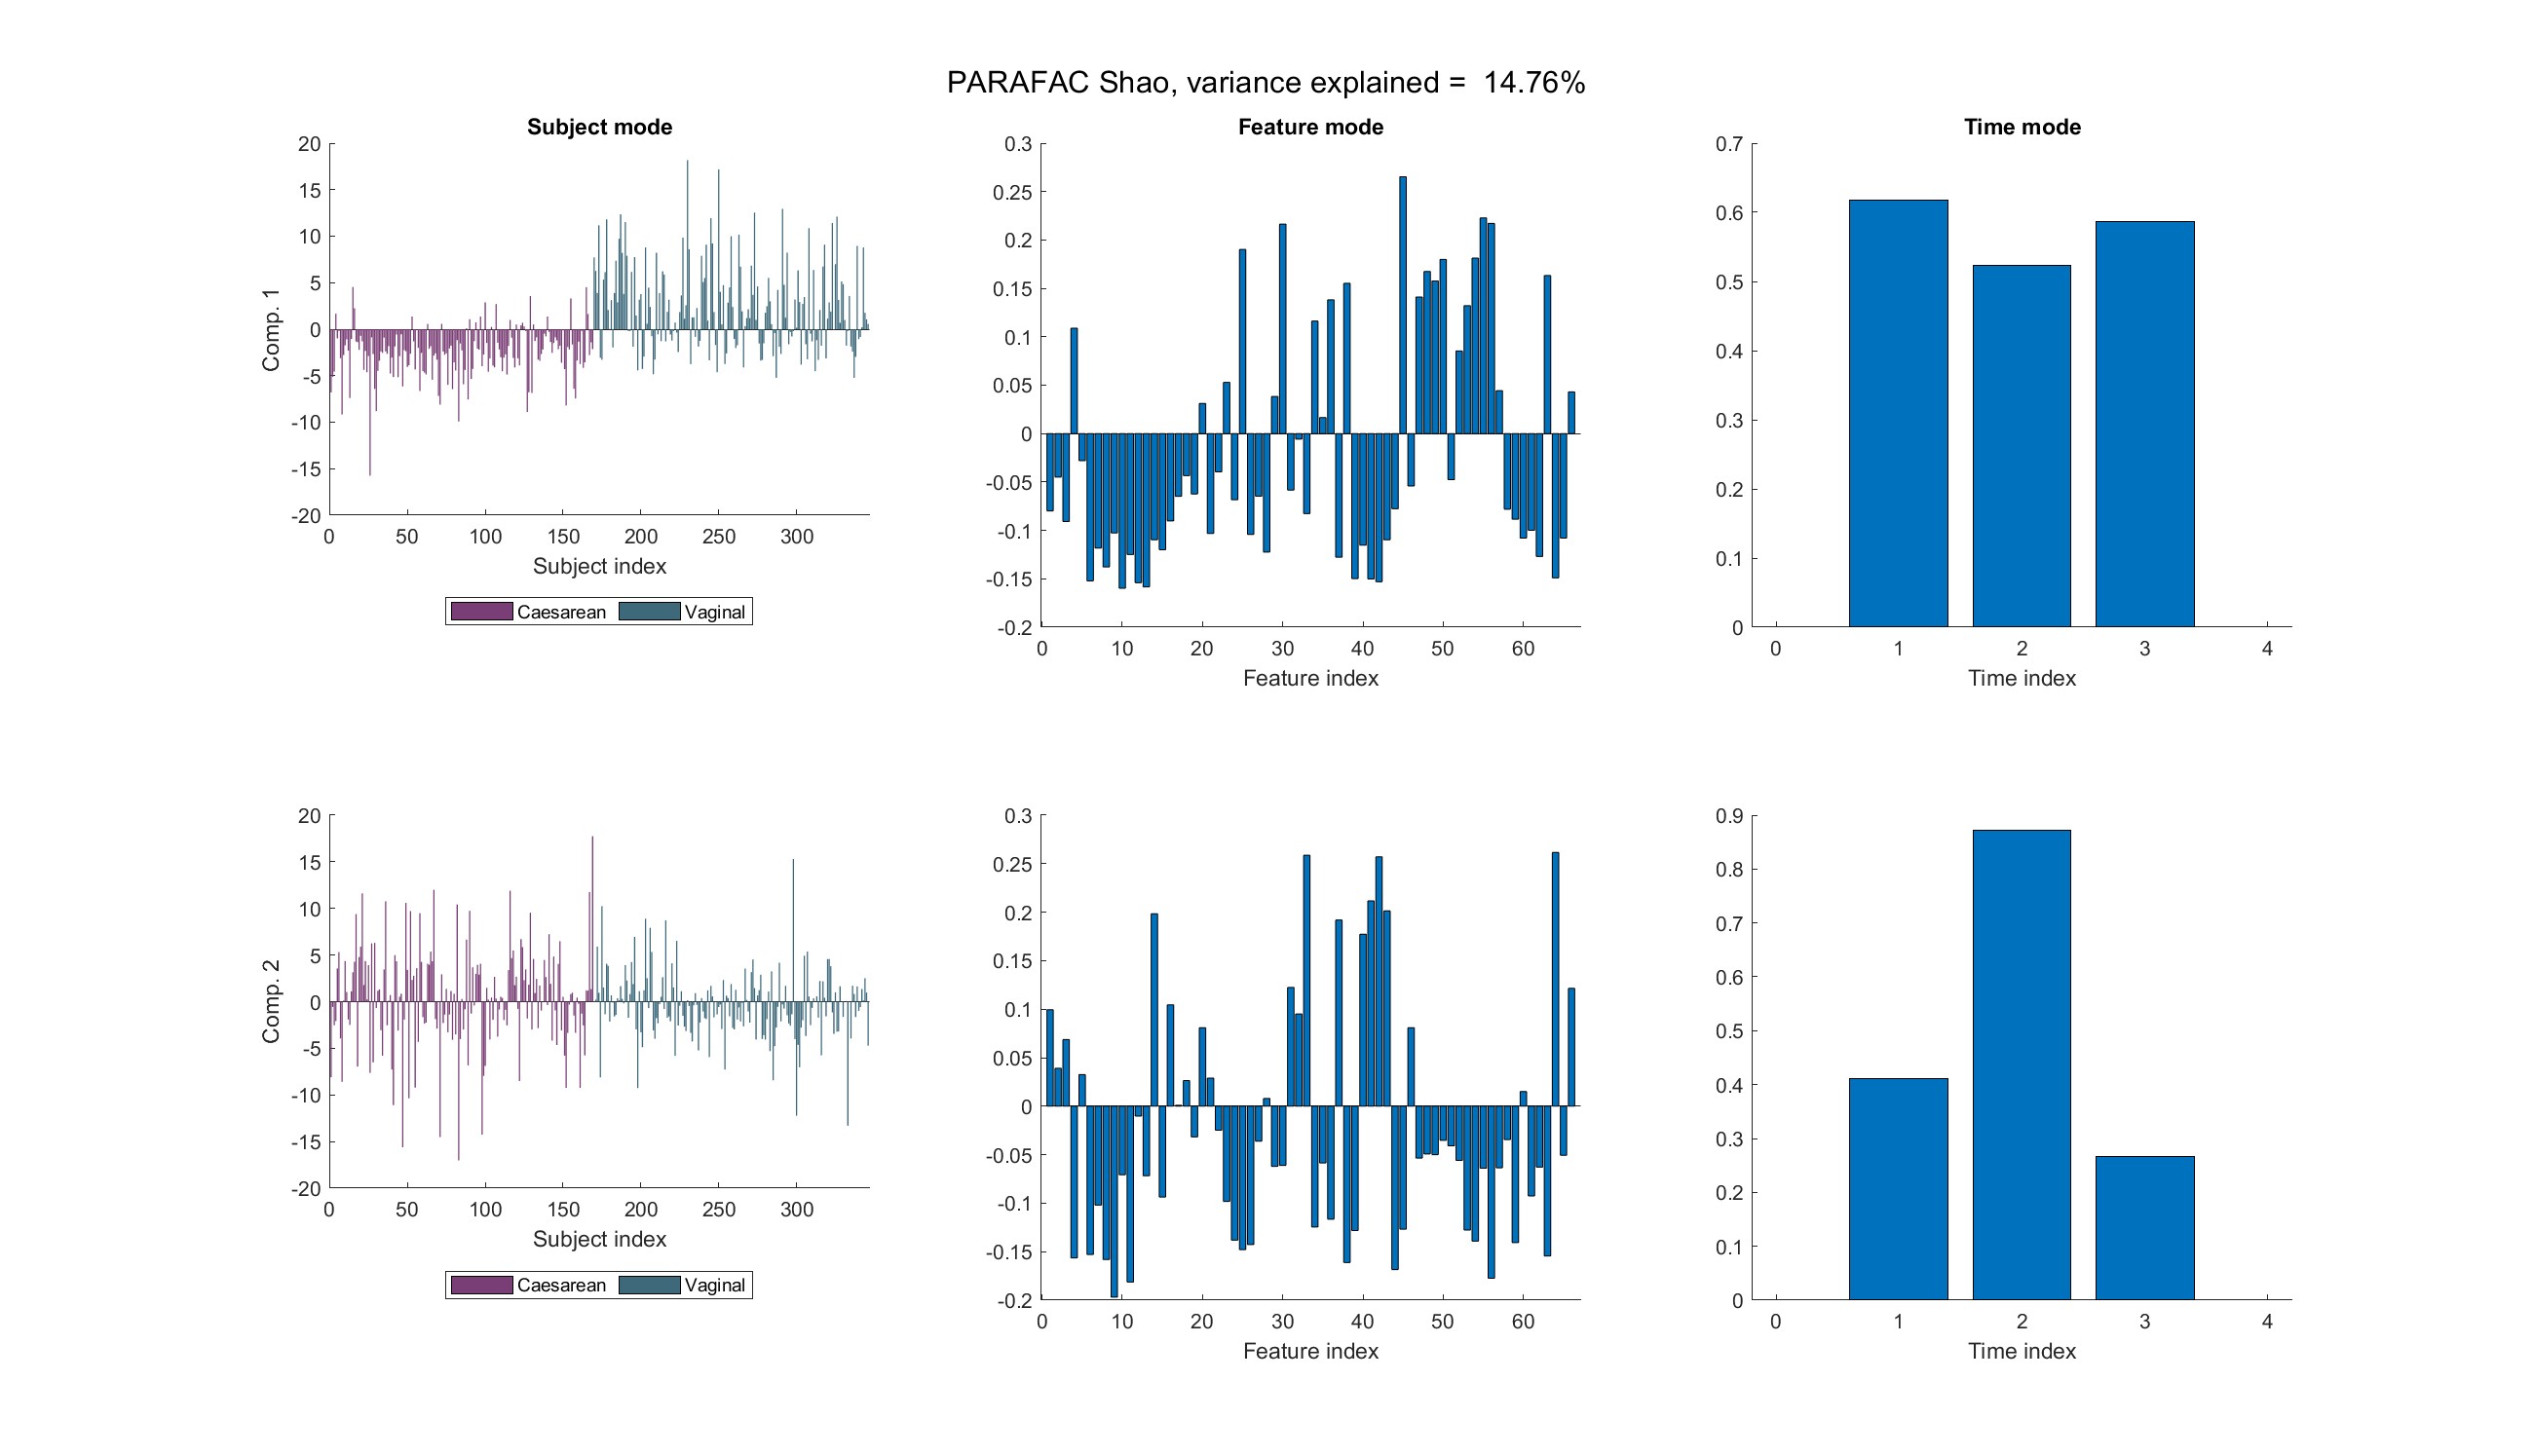 PARAFAC Shao, variance explained =  14.76%
Subject mode
20
15
10
5
0
-5
-10
-15
-20
Comp. 1
0 50 100 150 200 250 300
Subject index
Caesarean Vaginal
Feature mode
0.3
0.25
0.2
0.15
0.1
0.05
0
-0.05
-0.1
-0.15
-0.2
0 10 20 30 40 50 60
Feature index
Time mode
0.7
0.6
0.5
0.4
0.3
0.2
0.1
0
0 1 2 3 4
Time index
20
15
10
5
0
-5
-10
-15
-20
Comp. 2
0 50 100 150 200 250 300
Subject index
Caesarean Vaginal
0.3
0.25
0.2
0.15
0.1
0.05
0
-0.05
-0.1
-0.15
-0.2
0 10 20 30 40 50 60
Feature index
0.9
0.8
0.7
0.6
0.5
0.4
0.3
0.2
0.1
0
0 1 2 3 4
Time index